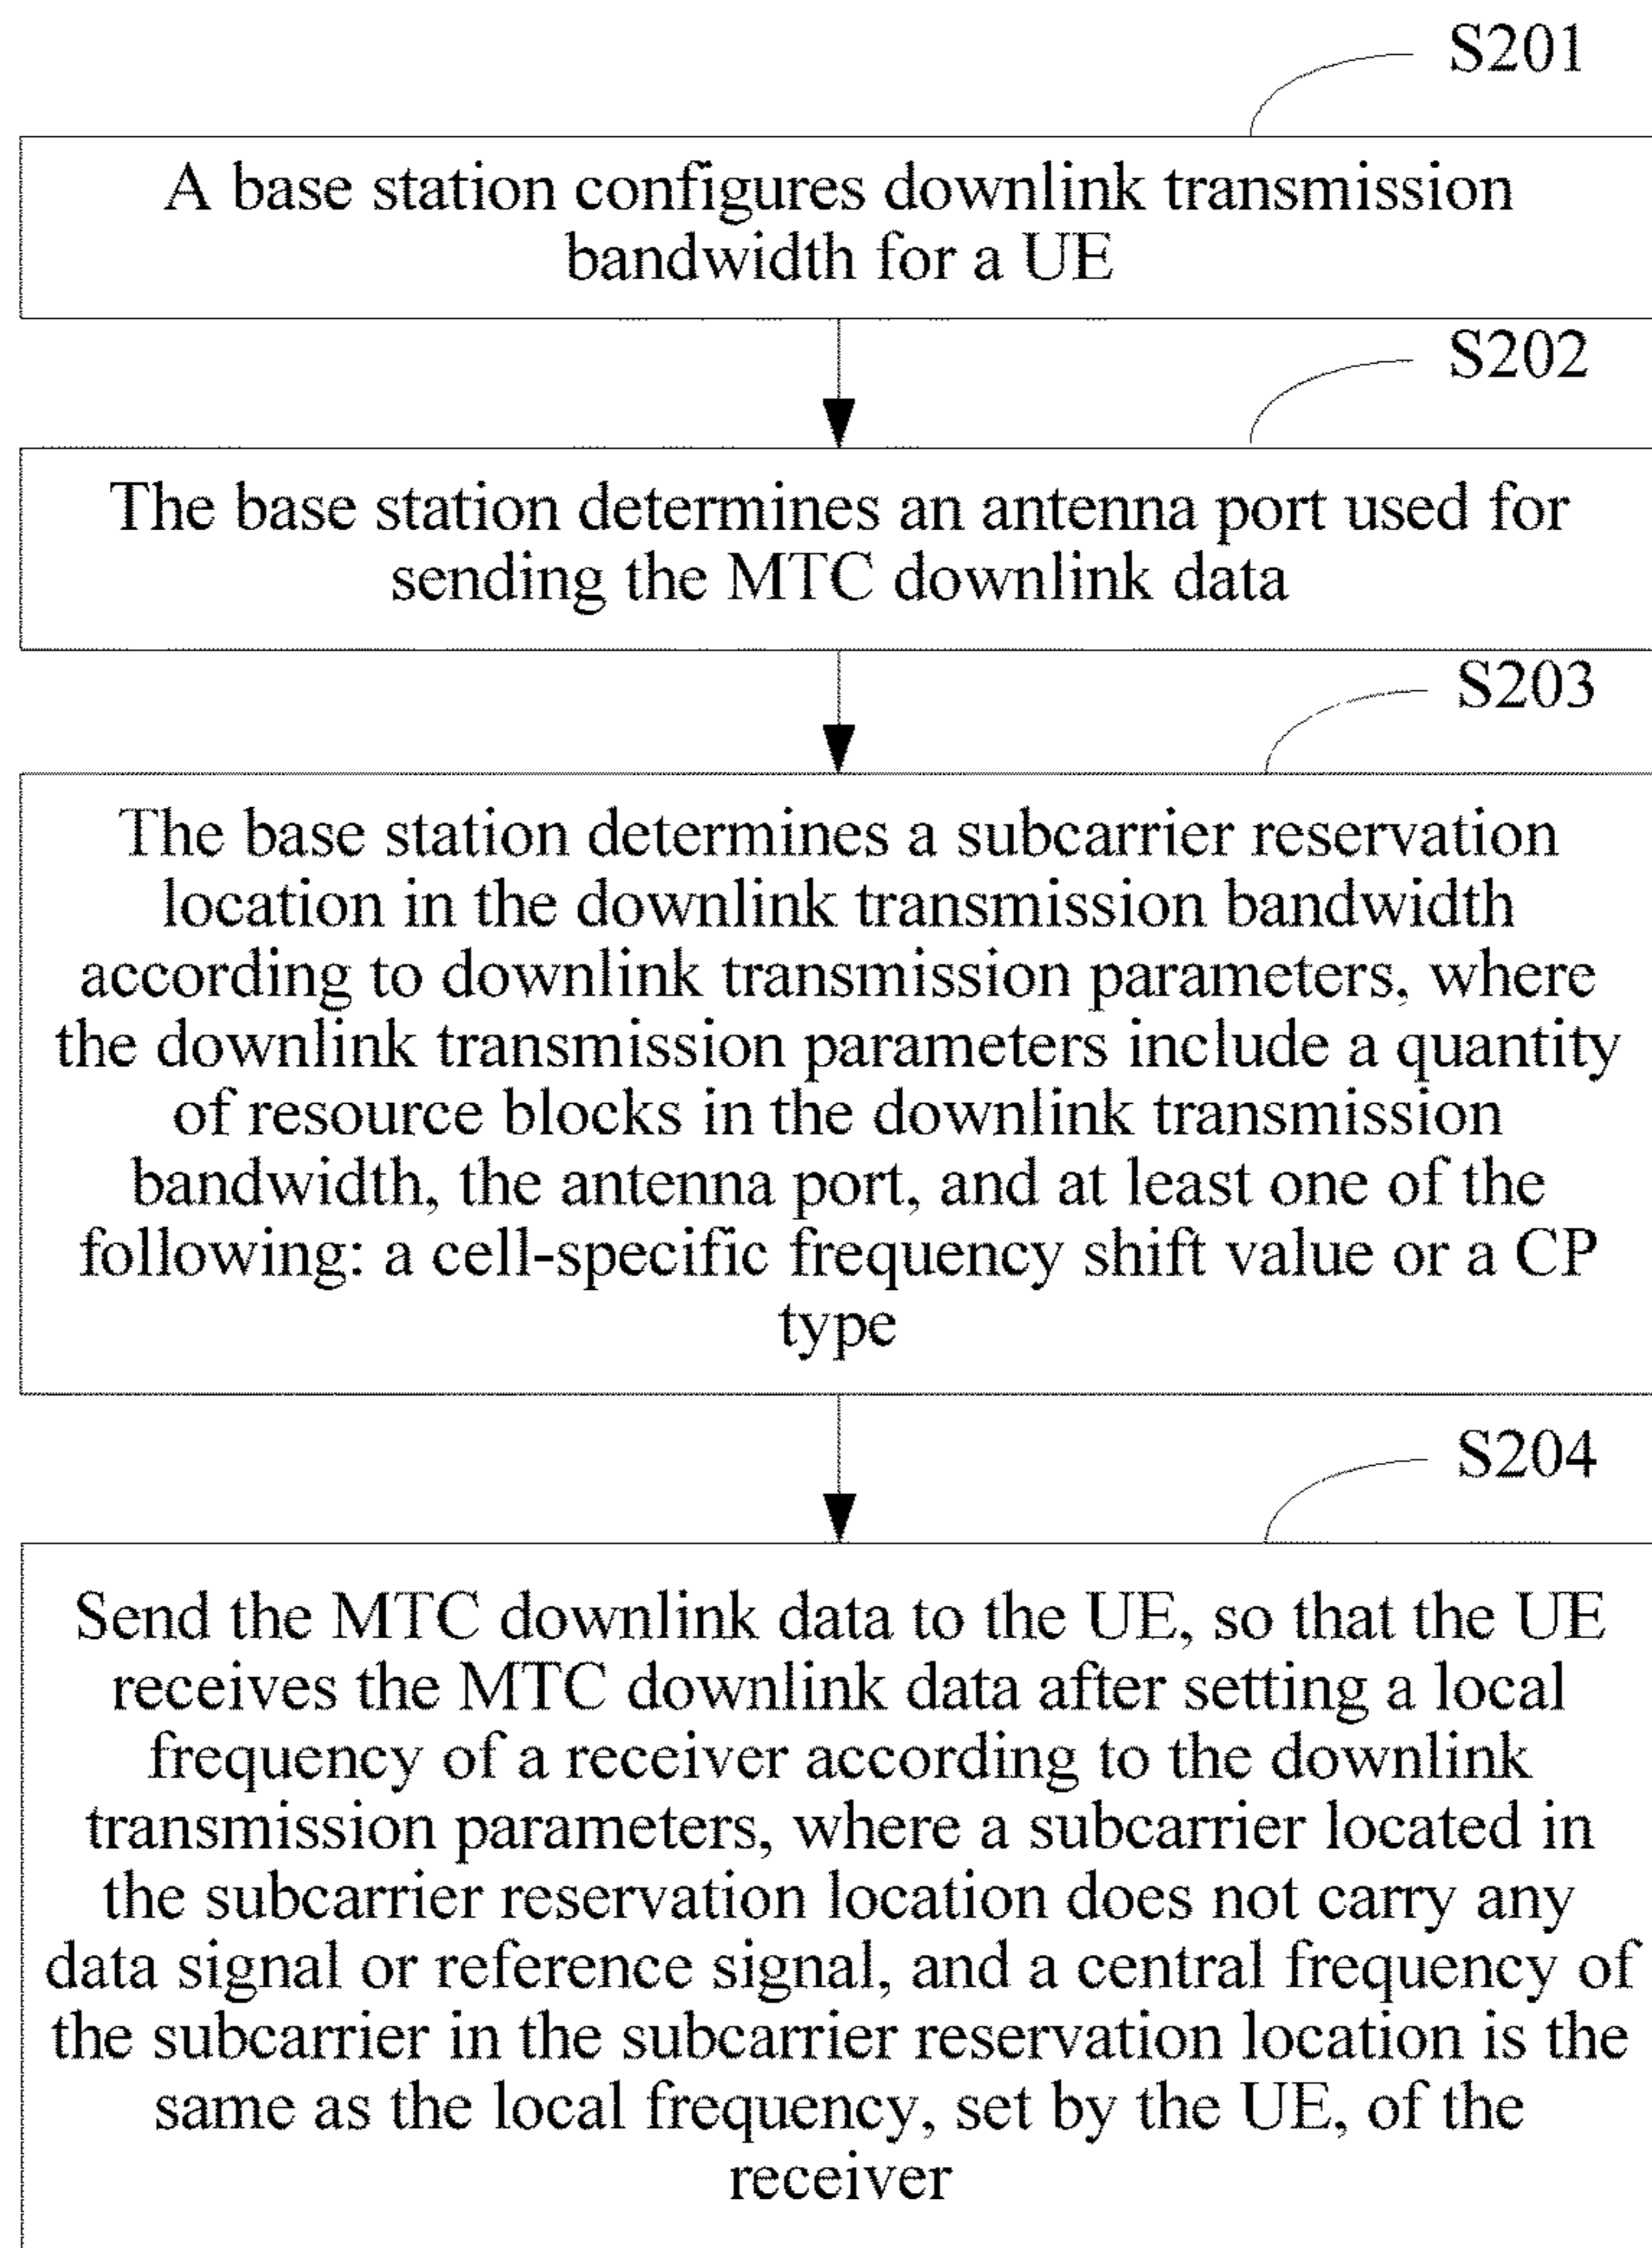 S201
A base station configures downlink transmission
bandwidth for a UE
S202
The base station determines an antenna port used for
sending the MTC downlink data
S203
The base station determines a subcarrier reservation
location in the downlink transmission bandwidth
according to downlink transmission parameters, where
the downlink transmission parameters include a quantity
of resource blocks in the downlink transmission
bandwidth, the antenna port, and at least one of the
following: a cell-specific frequency shift value or a CP
type
S204
Send the MTC downlink data to the UE, so that the UE
receives the MTC downlink data after setting a local
frequency of a receiver according to the downlink
transmission parameters, where a subcarrier located in
the subcarrier reservation location does not carry any
data signal or reference signal, and a central frequency of
the subcarrier in the subcarrier reservation location is the
same as the local frequency, set by the UE, of the
receiver